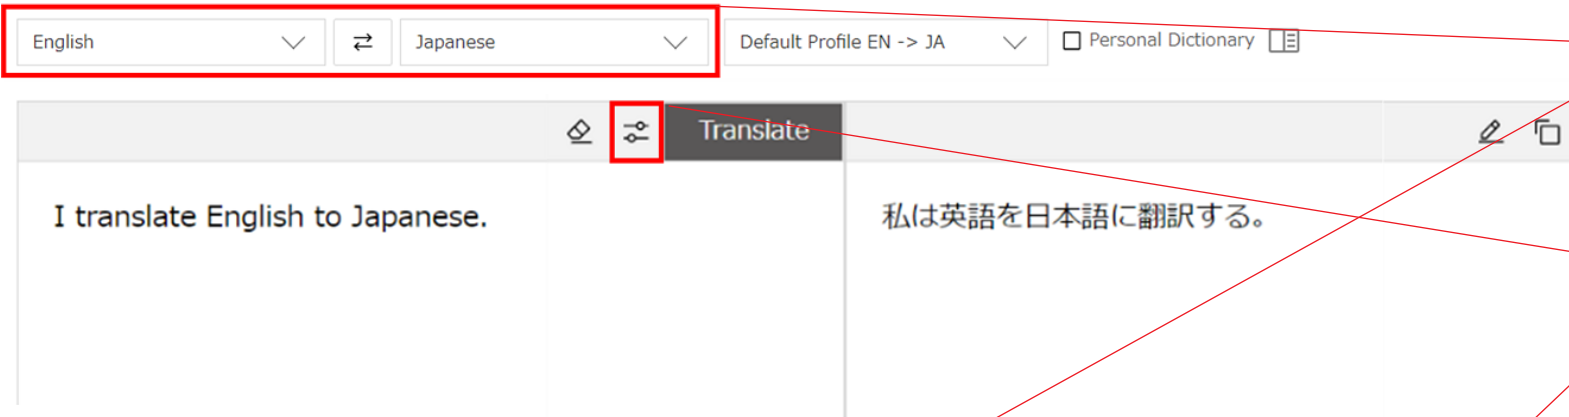 English
Japanese
Default Profile EN -> JA
Personal Dictionary
Translate
I translate English to Japanese.
私は英語を日本語に翻訳する。